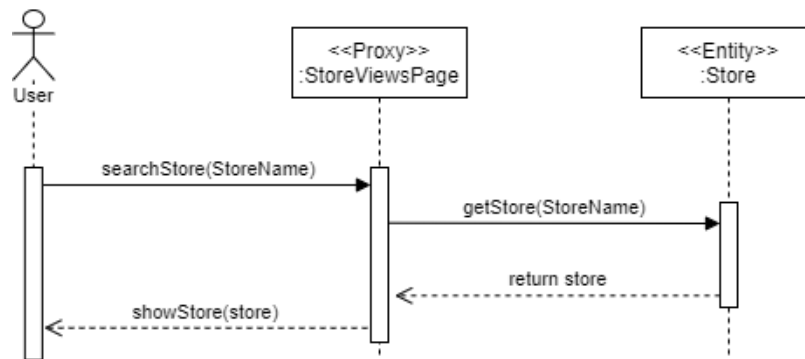 <<Proxy>>
:StoreViewsPage
<<Entity>>
:Store
User
searchStore(StoreName)
getStore(StoreName)
return store
showStore(store)